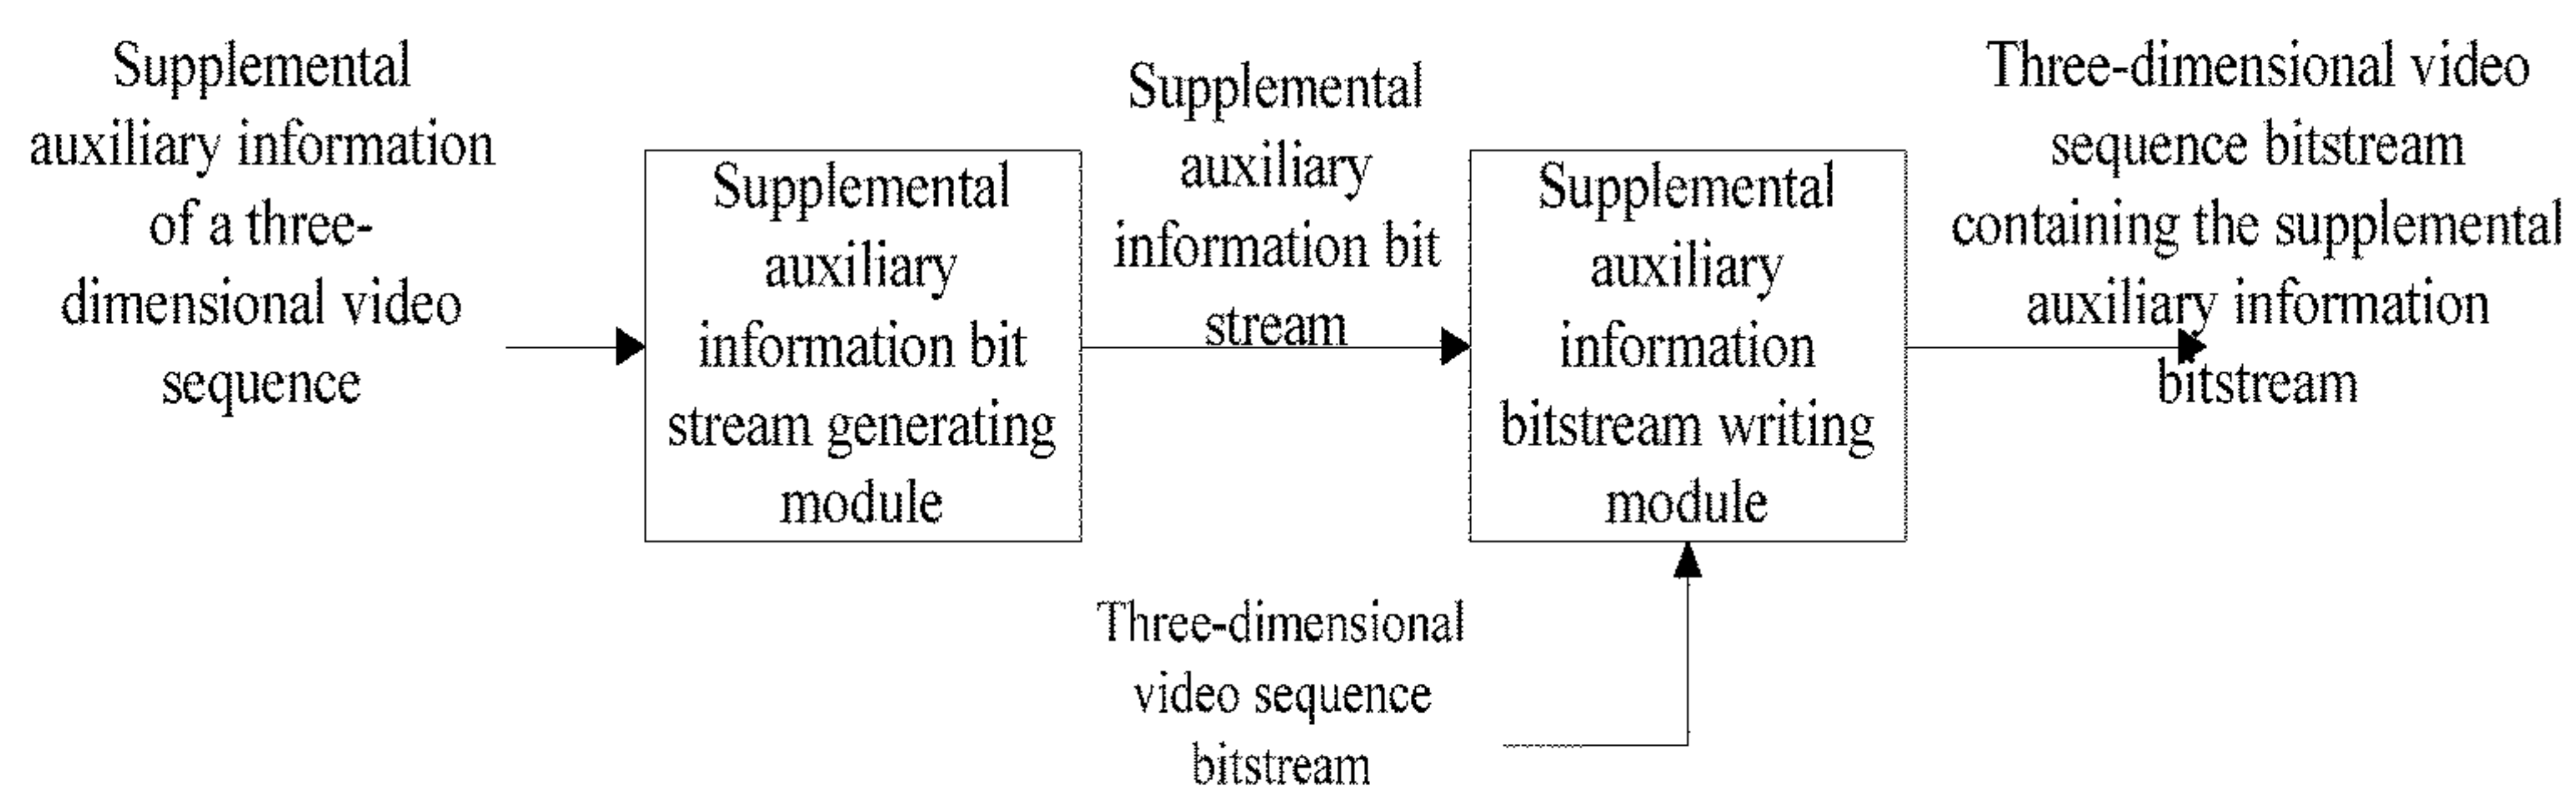 Supplemental
auxiliary information
of a three-
dimensional video
sequence
Supplemental
auxiliary
information bit
stream generating
module
Supplemental
auxiliary
information bit
stream
Supplemental
auxiliary
information
bitstream writing
module
Three-dimensional video
sequence bitstream
containing the supplemental
auxiliary information
bitstream
Three-dimensional
video sequence
bitstream